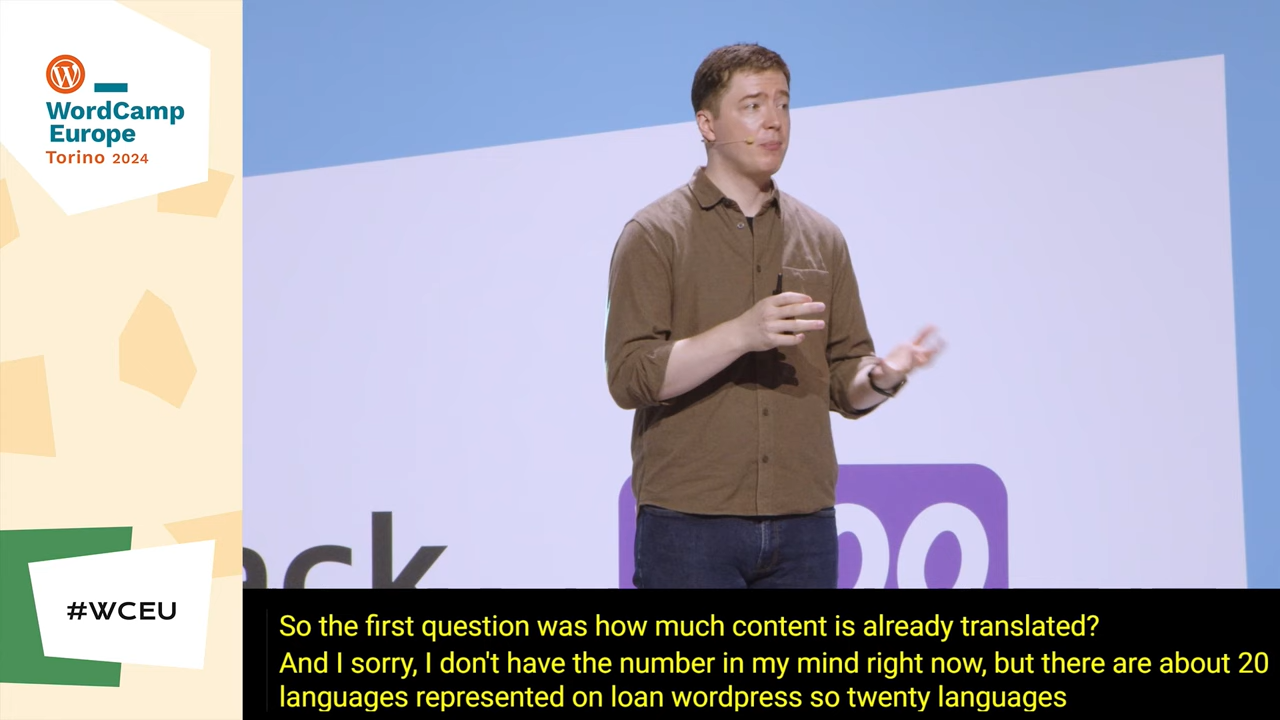 WordCamp
Europe
Torino 2024
#WCEU
ack
So the first question was how much content is already translated?
And I sorry, I don't have the number in my mind right now, but there are about 20
languages represented on loan wordpress so twenty languages